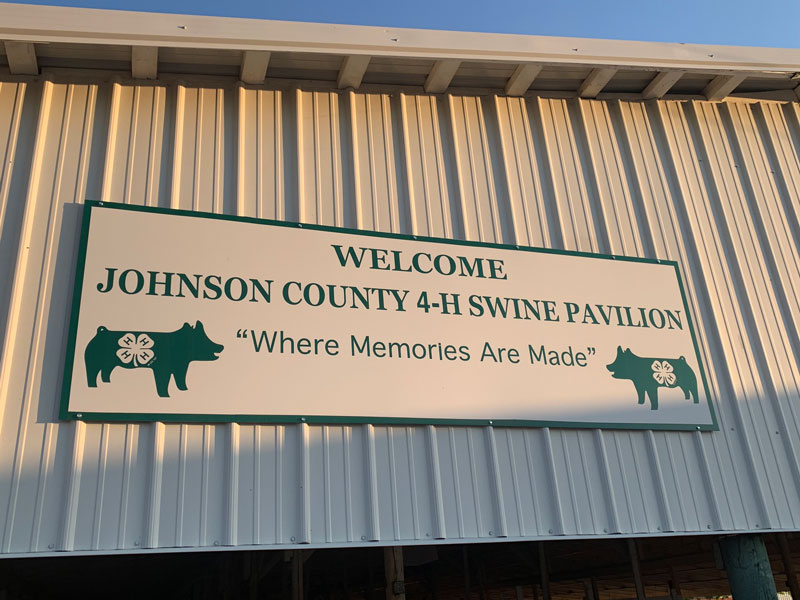 WELCOME
JOHNSON COUNTY 4-H SWINE PAVILION
“Where Memories Are Made”
H H H H
H H H H